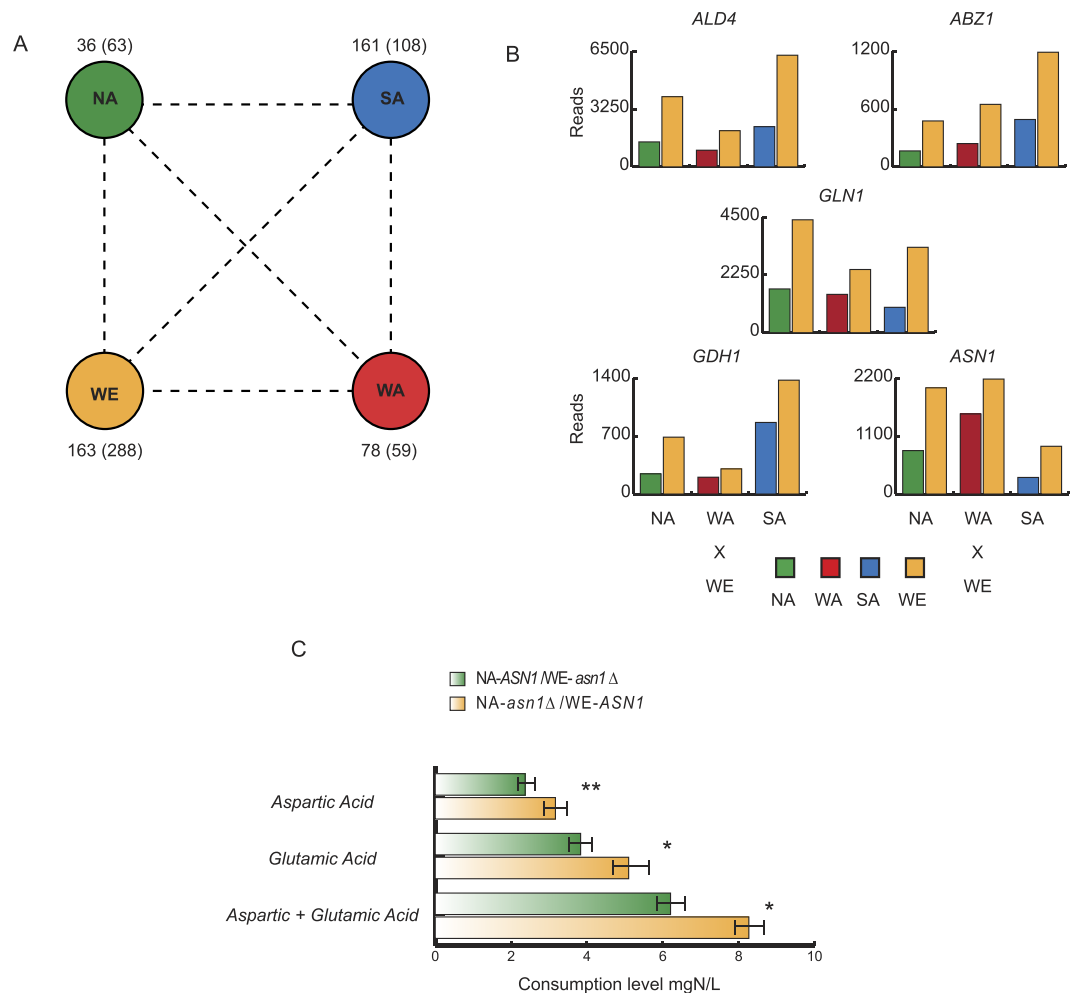 A
36 (63)
161 (108)
NA
SA
WE
WA
163 (288)
78 (59)
B
ALD4
6500
3250
0
Reads
ABZ1
1200
600
0
GLN1
4500
2250
0
GDH1
1400
700
0
Reads
NA WA SA
X
WE
ASN1
2200
1100
0
NA WA SA
X
WE
NA WA SA WE
C
NA-ASN1/WE-asn1Δ
NA-asn1Δ/WE-ASN1
Aspartic Acid
**
Glutamic Acid
*
Aspartic + Glutamic Acid
*
0 2 4 6 8 10
Consumption level mgN/L